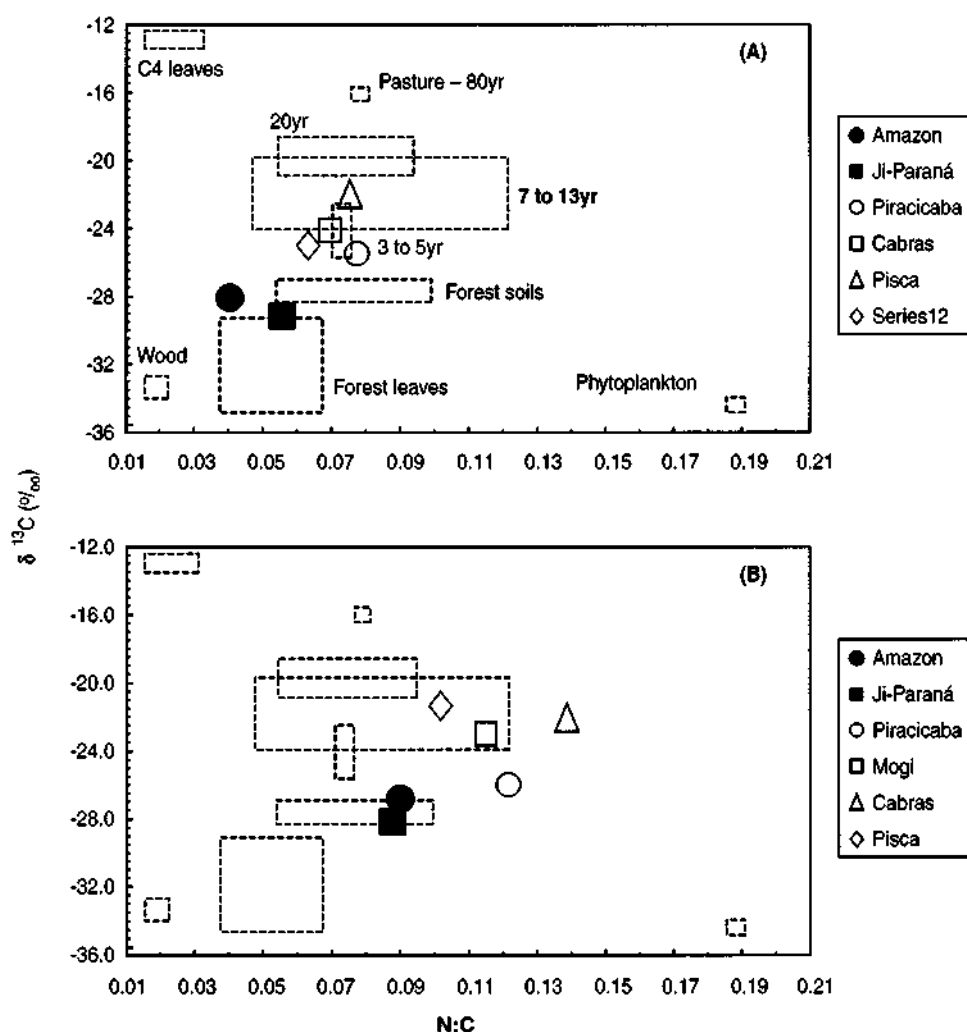 -12
-16
-20
-24
-28
-32
-36
(A)
C4 leaves
Pasture – 80yr
20yr
7 to 13yr
3 to 5yr
Forest soils
Wood
Forest leaves
Phytoplankton
0.01 0.03 0.05 0.07 0.09 0.11 0.13 0.15 0.17 0.19 0.21
Amazon
Ji-Paraná
Piracicaba
Cabras
Pisca
Series12
δ ¹³C (º/₀₀)
-12.0
-16.0
-20.0
-24.0
-28.0
-32.0
-36.0
(B)
0.01 0.03 0.05 0.07 0.09 0.11 0.13 0.15 0.17 0.19 0.21
N:C
Amazon
Ji-Paraná
Piracicaba
Mogi
Cabras
Pisca